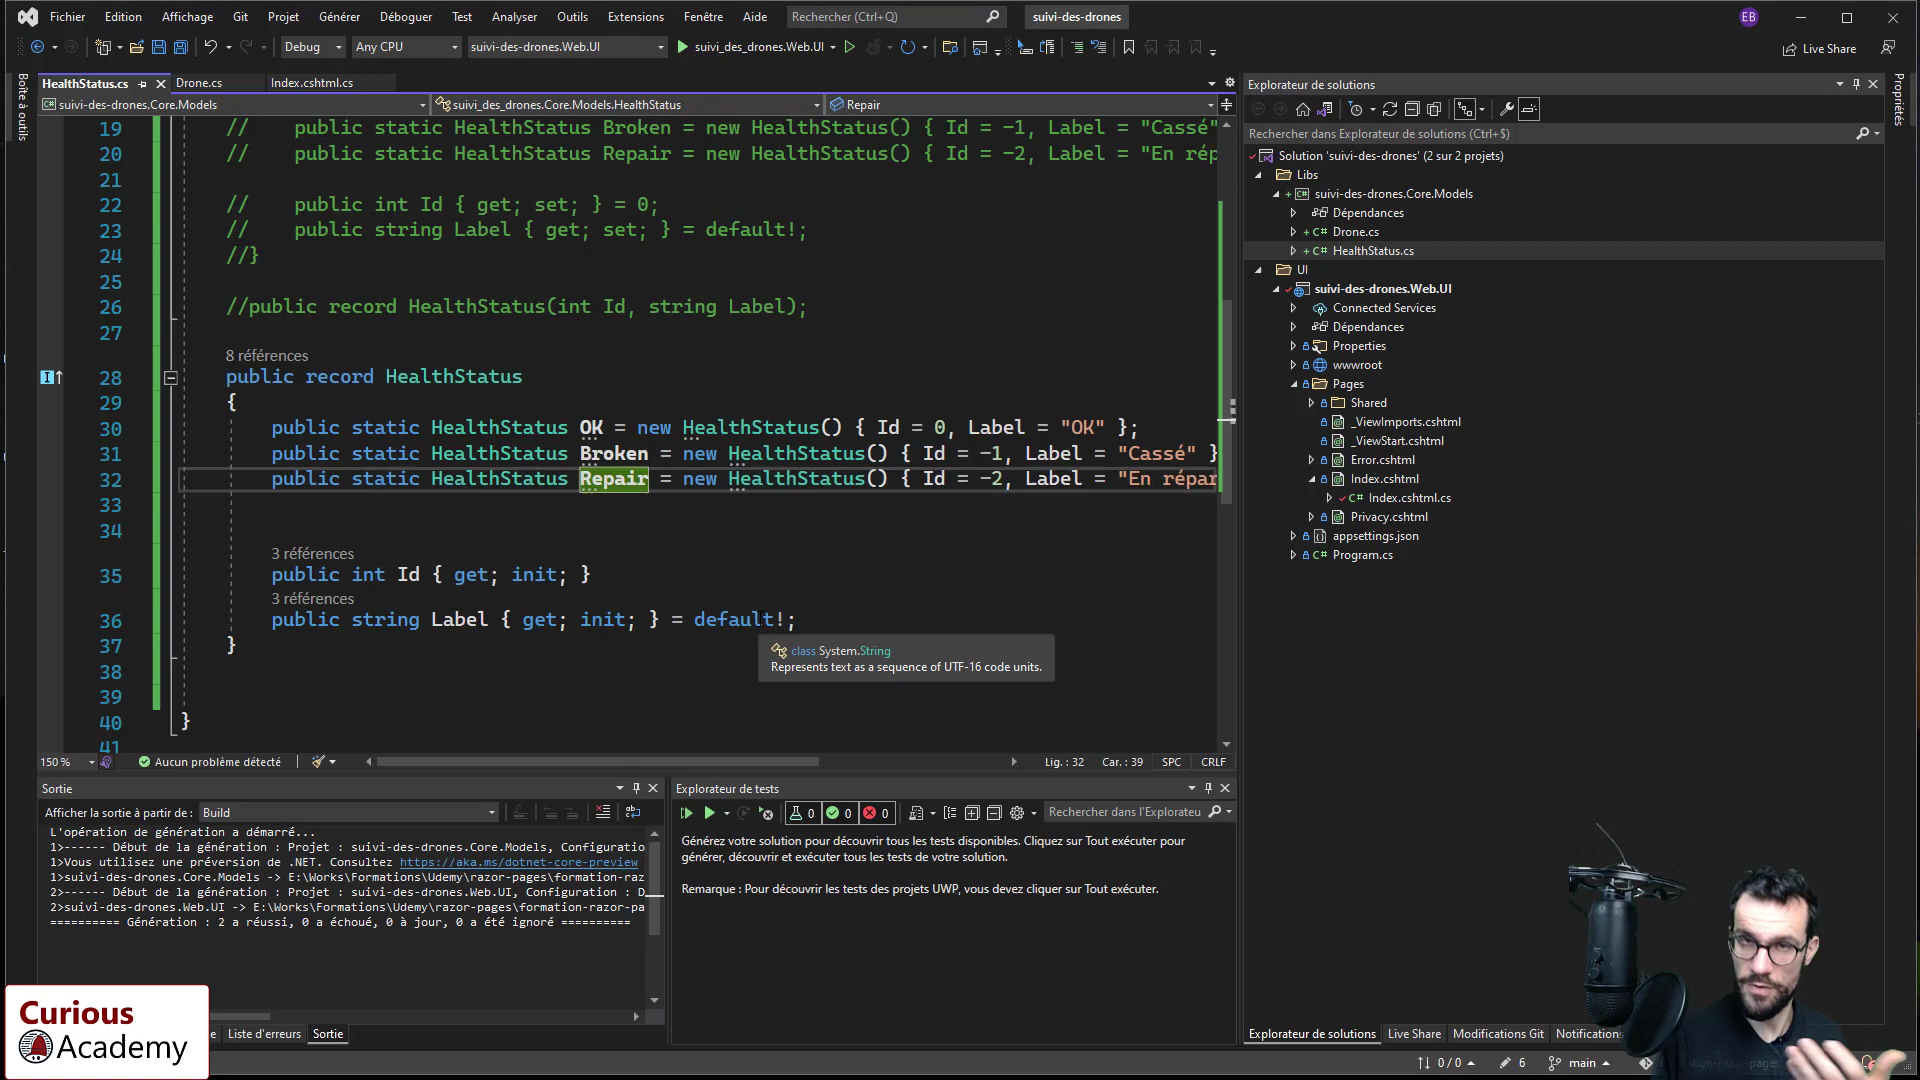 Fichier Edition Affichage Git Projet Générer Déboguer Test Analyser Outils Extensions Fenêtre Aide Rechercher (Ctrl+Q) suivi-des-drones EB
Debug Any CPU suivi-des-drones.Web.UI suivi_des_drones.Web.UI Live Share
Boîte à outils
HealthStatus.cs Drone.cs Index.cshtml.cs
suivi-des-drones.Core.Models suivi_des_drones.Core.Models.HealthStatus Repair
19 // public static HealthStatus Broken = new HealthStatus() { Id = -1, Label = "Cassé"
20 // public static HealthStatus Repair = new HealthStatus() { Id = -2, Label = "En rép
21
22 // public int Id { get; set; } = 0;
23 // public string Label { get; set; } = default!;
24 //}
25
26 //public record HealthStatus(int Id, string Label);
27
8 références
28 public record HealthStatus
29 {
30 public static HealthStatus OK = new HealthStatus() { Id = 0, Label = "OK" };
31 public static HealthStatus Broken = new HealthStatus() { Id = -1, Label = "Cassé" }
32 public static HealthStatus Repair = new HealthStatus() { Id = -2, Label = "En répar
33
34
3 références
35 public int Id { get; init; }
3 références
36 public string Label { get; init; } = default!;
37 }
class System.String
Represents text as a sequence of UTF-16 code units.
38
39
40 }
41
150 % Aucun problème détecté Lig. : 32 Car. : 39 SPC CRLF
Sortie
Afficher la sortie à partir de : Build
L'opération de génération a démarré...
1>------ Début de la génération : Projet : suivi-des-drones.Core.Models, Configuratio
1>Vous utilisez une préversion de .NET. Consultez https://aka.ms/dotnet-core-preview
1>suivi-des-drones.Core.Models -> E:\Works\Formations\Udemy\razor-pages\formation-raz
2>------ Début de la génération : Projet : suivi-des-drones.Web.UI, Configuration : D
2>suivi-des-drones.Web.UI -> E:\Works\Formations\Udemy\razor-pages\formation-razor-pa
========== Génération : 2 a réussi, 0 a échoué, 0 à jour, 0 a été ignoré ==========
Liste d'erreurs Sortie
Explorateur de tests
0 0 0 Rechercher dans l'Explorateu
Générez votre solution pour découvrir tous les tests disponibles. Cliquez sur Tout exécuter pour
générer, découvrir et exécuter tous les tests de votre solution.
Remarque : Pour découvrir les tests des projets UWP, vous devez cliquer sur Tout exécuter.
Explorateur de solutions
Propriétés
Rechercher dans Explorateur de solutions (Ctrl+$)
Solution 'suivi-des-drones' (2 sur 2 projets)
Libs
suivi-des-drones.Core.Models
Dépendances
Drone.cs
HealthStatus.cs
UI
suivi-des-drones.Web.UI
Connected Services
Dépendances
Properties
wwwroot
Pages
Shared
_ViewImports.cshtml
_ViewStart.cshtml
Error.cshtml
Index.cshtml
Index.cshtml.cs
Privacy.cshtml
appsettings.json
Program.cs
Explorateur de solutions Live Share Modifications Git Notifications
0 / 0 6 main
Curious
Academy